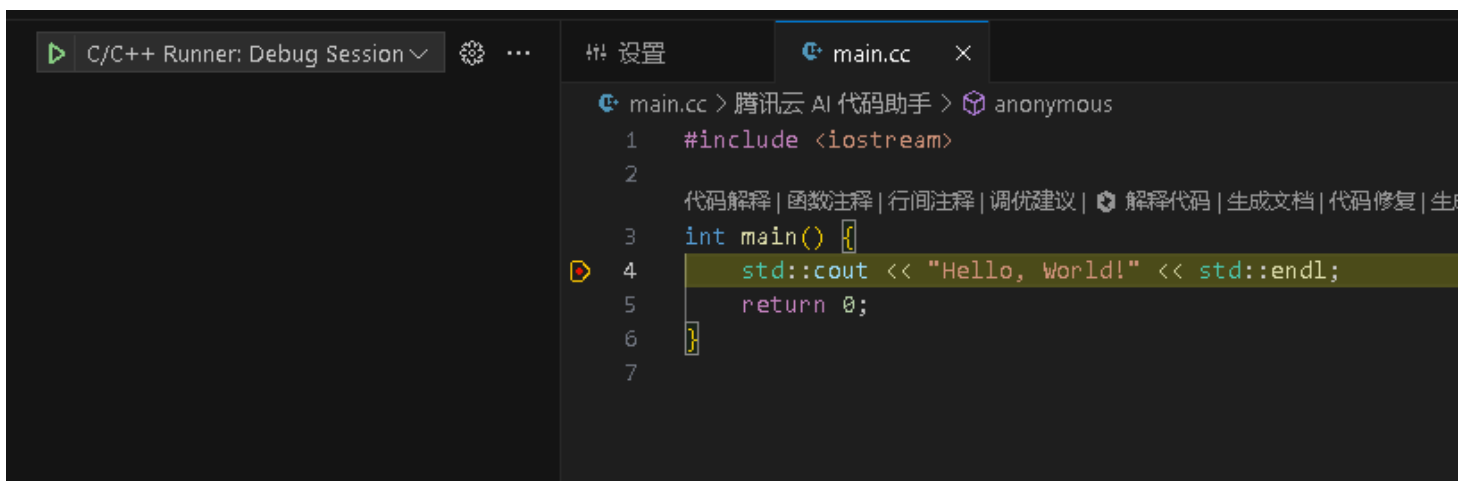 C/C++ Runner: Debug Session
设置
main.cc
main.cc > 腾讯云 AI 代码助手 > anonymous
1 #include <iostream>
2
代码解释 | 函数注释 | 行间注释 | 调优建议 | 解释代码 | 生成文档 | 代码修复 | 生成
3 int main() {
4 std::cout << "Hello, World!" << std::endl;
5 return 0;
6 }
7